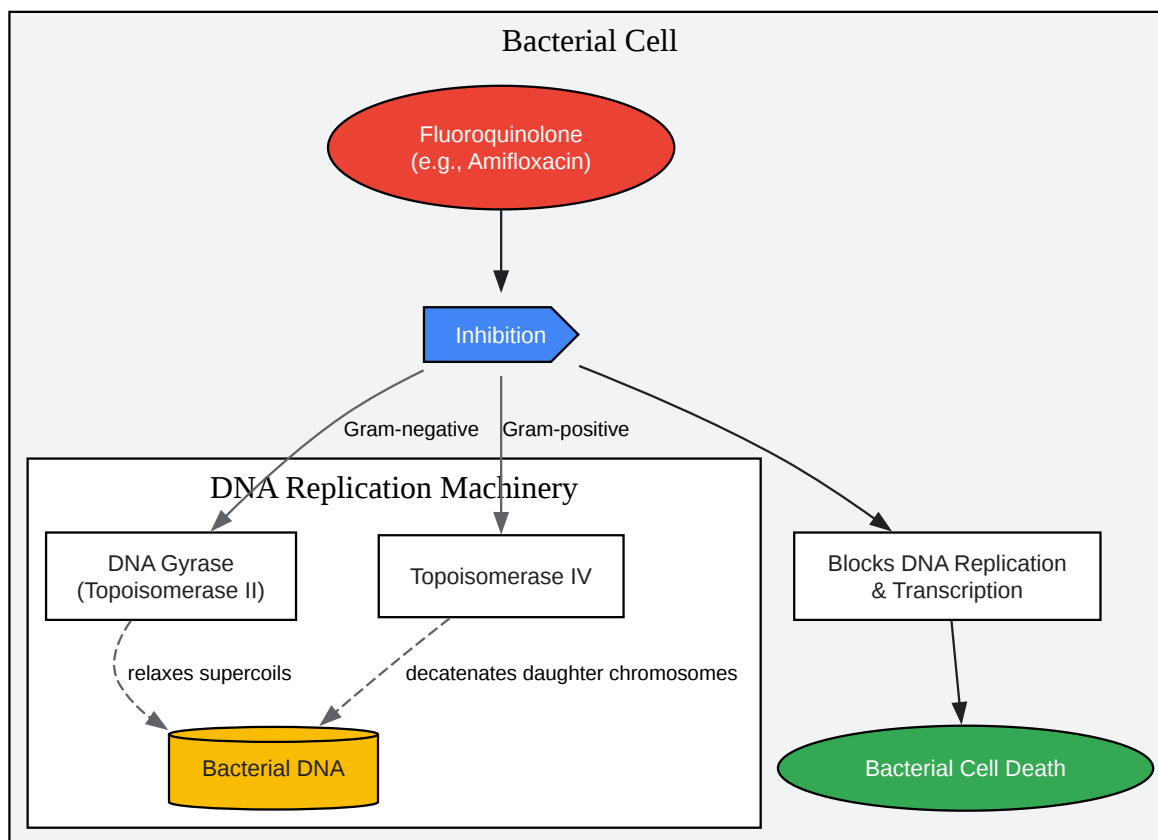 Bacterial Cell
Fluoroquinolone
(e.g., Amifloxacin)
Inhibition
Gram-negative
Gram-positive
DNA Replication Machinery
DNA Gyrase
(Topoisomerase II)
Topoisomerase IV
Blocks DNA Replication
& Transcription
relaxes supercoils
decatenates daughter chromosomes
Bacterial DNA
Bacterial Cell Death